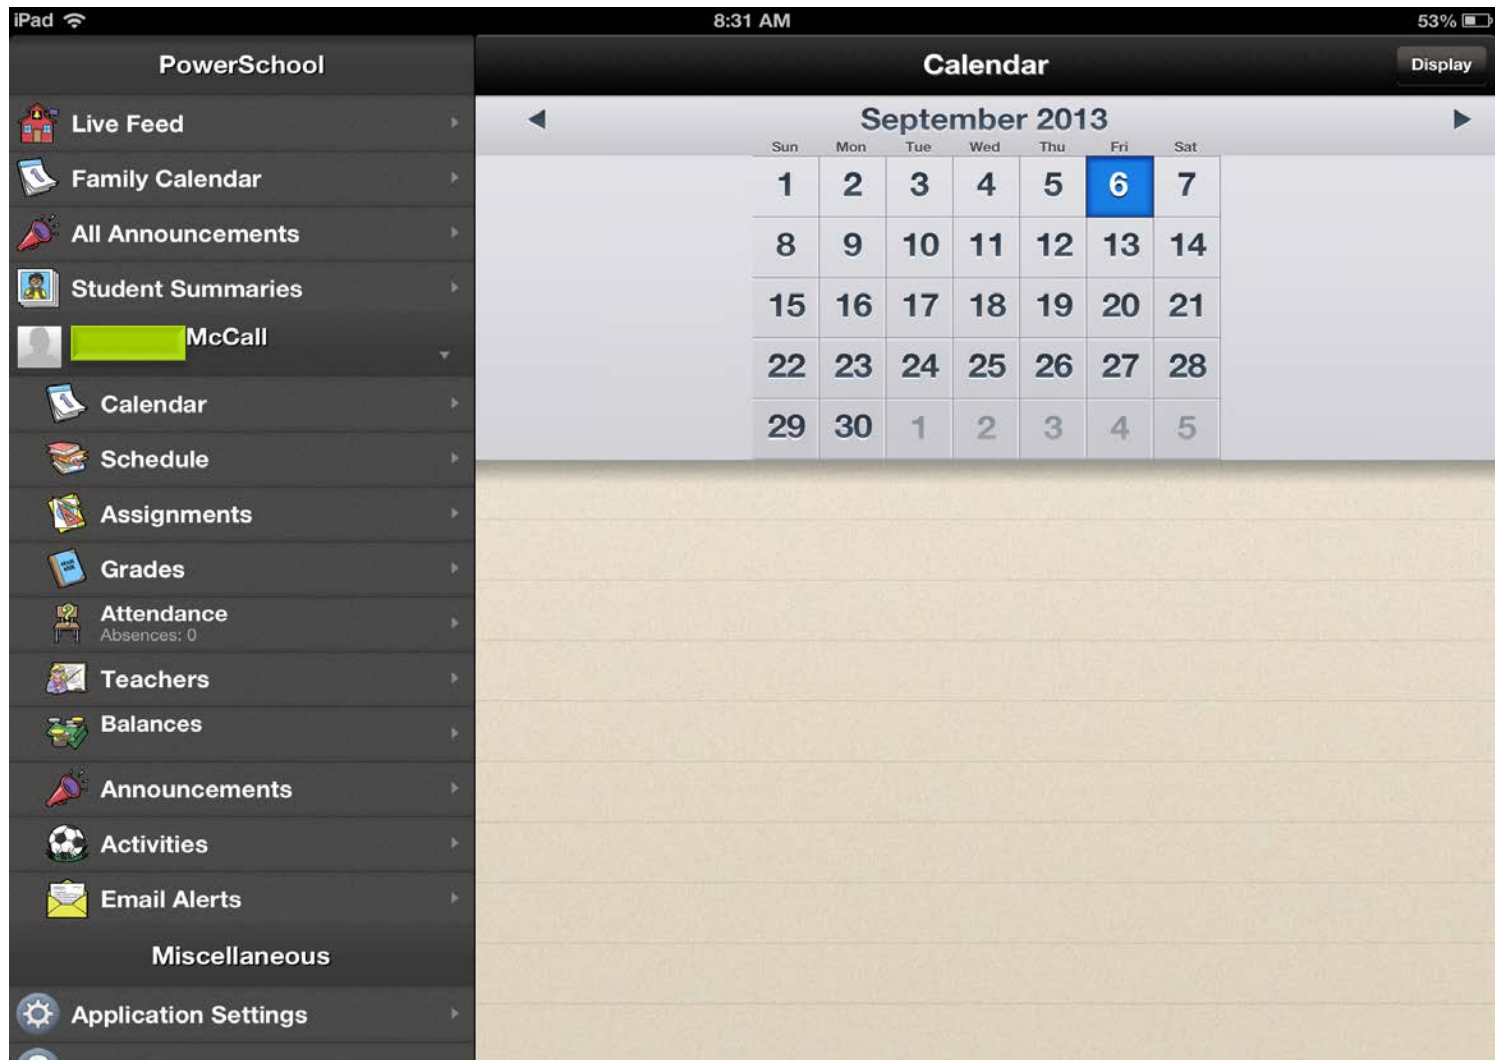 iPad 8:31 AM 53%
PowerSchool
Live Feed
Family Calendar
All Announcements
Student Summaries
McCall
Calendar
Schedule
Assignments
Grades
Attendance
Absences: 0
Teachers
Balances
Announcements
Activities
Email Alerts
Miscellaneous
Application Settings
Calendar Display
September 2013
Sun Mon Tue Wed Thu Fri Sat
1 2 3 4 5 6 7
8 9 10 11 12 13 14
15 16 17 18 19 20 21
22 23 24 25 26 27 28
29 30 1 2 3 4 5